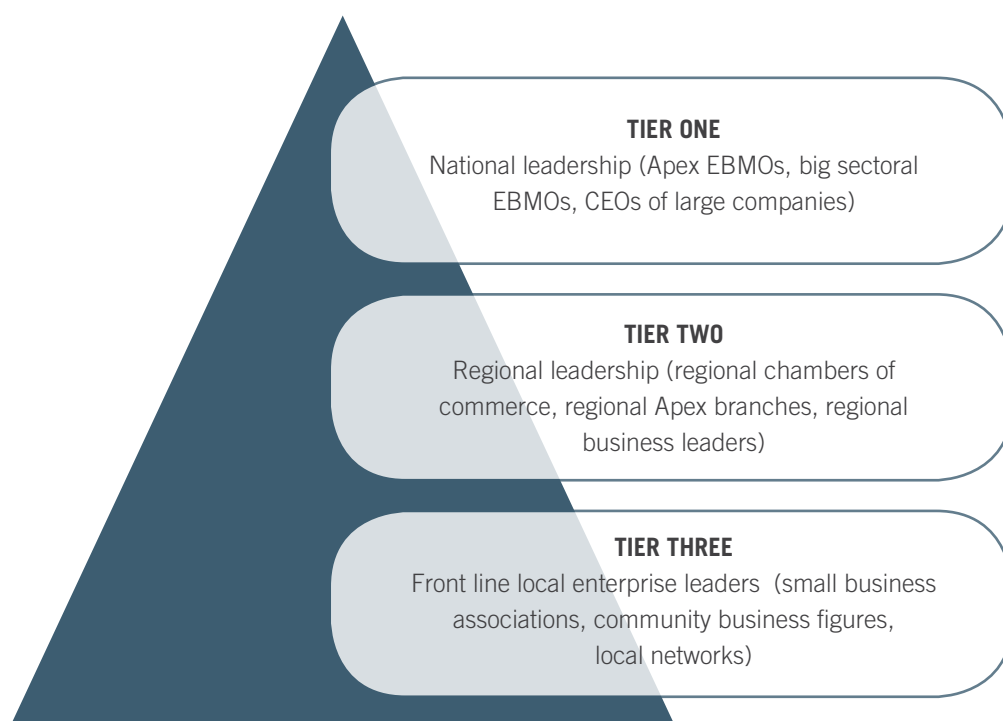 TIER ONE
National leadership (Apex EBMOs, big sectoral
EBMOs, CEOs of large companies)
TIER TWO
Regional leadership (regional chambers of
commerce, regional Apex branches, regional
business leaders)
TIER THREE
Front line local enterprise leaders (small business
associations, community business figures,
local networks)